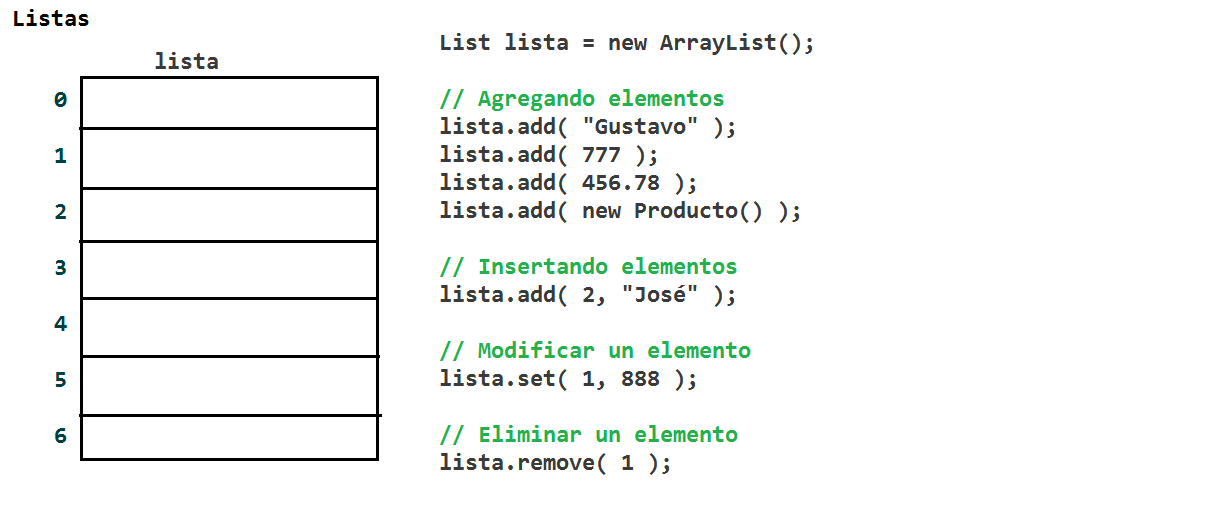 Listas
lista
0
1
2
3
4
5
6
List lista = new ArrayList();
// Agregando elementos
lista.add( "Gustavo" );
lista.add( 777 );
lista.add( 456.78 );
lista.add( new Producto() );
// Insertando elementos
lista.add( 2, "José" );
// Modificar un elemento
lista.set( 1, 888 );
// Eliminar un elemento
lista.remove( 1 );